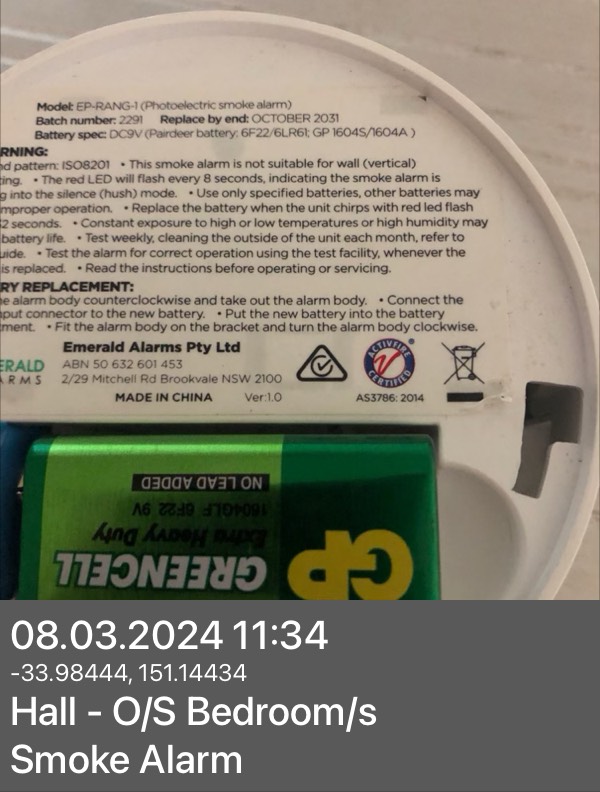 Model: EP-RANG-1 (Photoelectric smoke alarm)
Batch number: 2291 Replace by end: OCTOBER 2031
Battery spec: DC9V (Pairdeer battery: 6F22/6LR61; GP 1604S/1604A )
RNING:
d pattern: ISO8201 • This smoke alarm is not suitable for wall (vertical)
ing. • The red LED will flash every 8 seconds, indicating the smoke alarm is
g into the silence (hush) mode. • Use only specified batteries, other batteries may
mproper operation. • Replace the battery when the unit chirps with red led flash
2 seconds. • Constant exposure to high or low temperatures or high humidity may
battery life. • Test weekly, cleaning the outside of the unit each month, refer to
uide. • Test the alarm for correct operation using the test facility, whenever the
is replaced. • Read the instructions before operating or servicing.
RY REPLACEMENT:
e alarm body counterclockwise and take out the alarm body. • Connect the
put connector to the new battery. • Put the new battery into the battery
ment. • Fit the alarm body on the bracket and turn the alarm body clockwise.
Emerald Alarms Pty Ltd
ERALD
ARMS
ABN 50 632 601 453
2/29 Mitchell Rd Brookvale NSW 2100
MADE IN CHINA Ver:1.0
ACTIVFIRE
CERTIFIED
AS3786: 2014
NO LEAD ADDED
1604GLF 6F22 9V
Extra Heavy Duty
GREENCELL
GP
08.03.2024 11:34
-33.98444, 151.14434
Hall - O/S Bedroom/s
Smoke Alarm